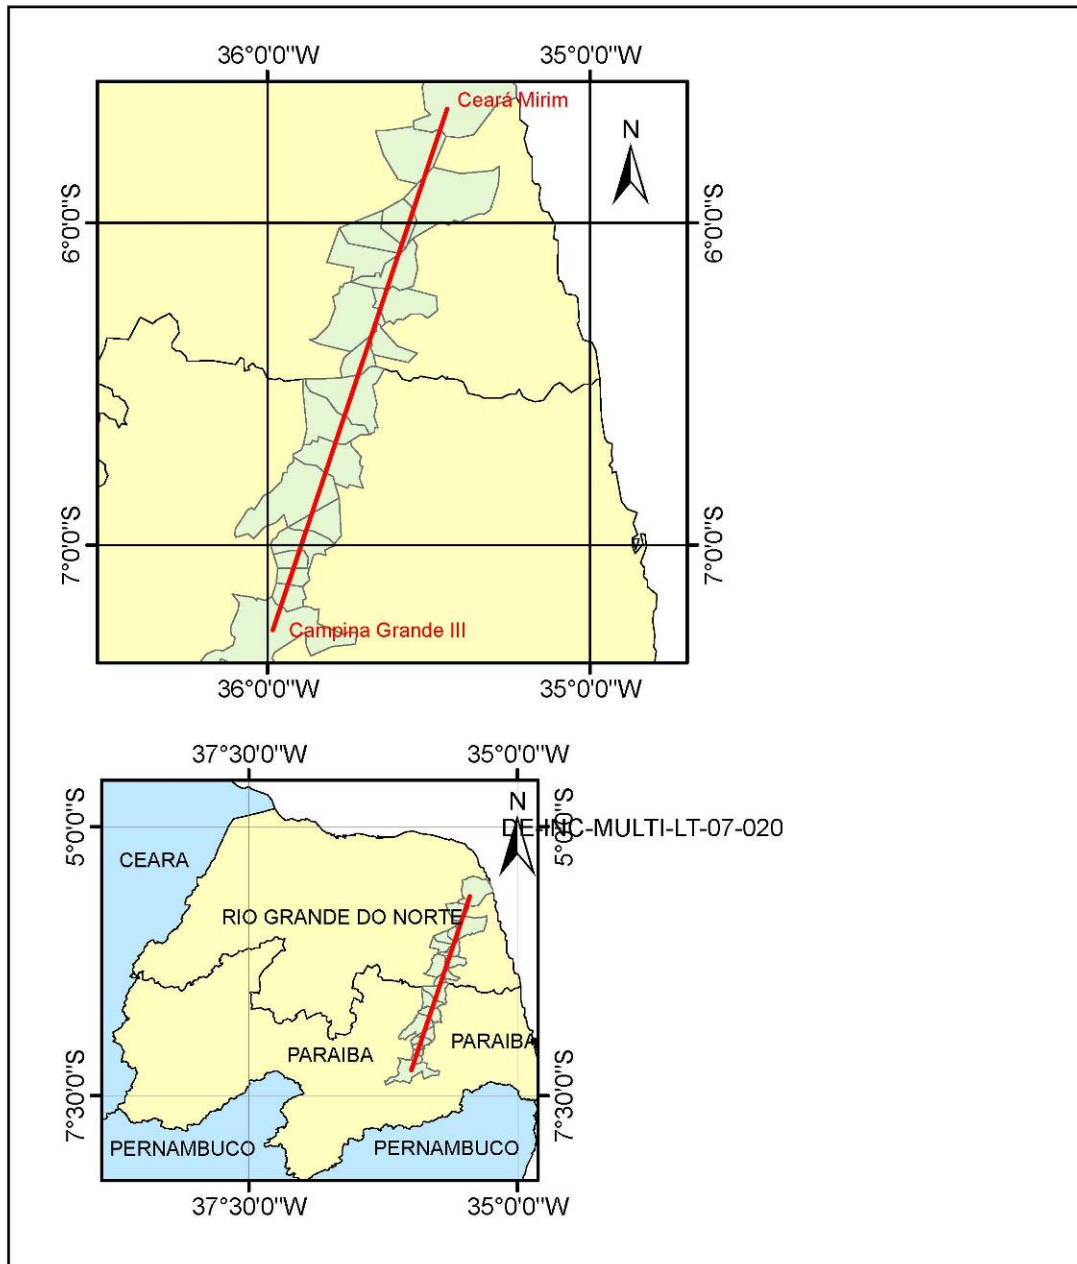 36°0'0"W
35°0'0"W
Ceará Mirim
N
6°0'0"S
6°0'0"S
7°0'0"S
7°0'0"S
Campina Grande III
36°0'0"W
35°0'0"W
37°30'0"W
35°0'0"W
N
5°0'0"S
5°0'0"S
DE-INC-MULTI-LT-07-020
CEARA
RIO GRANDE DO NORTE
PARAIBA
PARAIBA
7°30'0"S
7°30'0"S
PERNAMBUCO
PERNAMBUCO
37°30'0"W
35°0'0"W